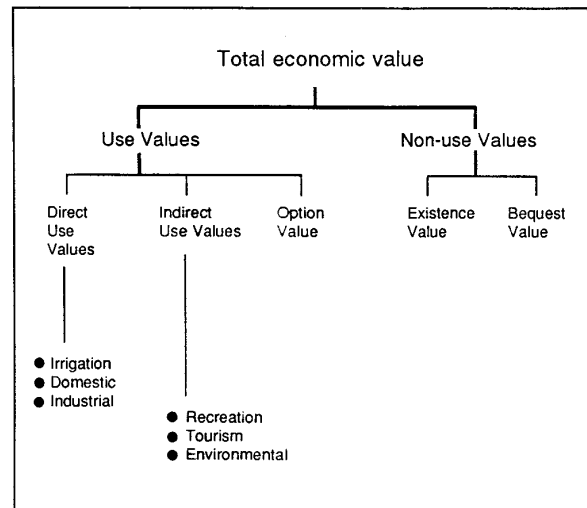 Total economic value
Use Values
Non-use Values
Direct
Use
Values
Indirect
Use Values
Option
Value
Existence
Value
Bequest
Value
● Irrigation
● Domestic
● Industrial
● Recreation
● Tourism
● Environmental